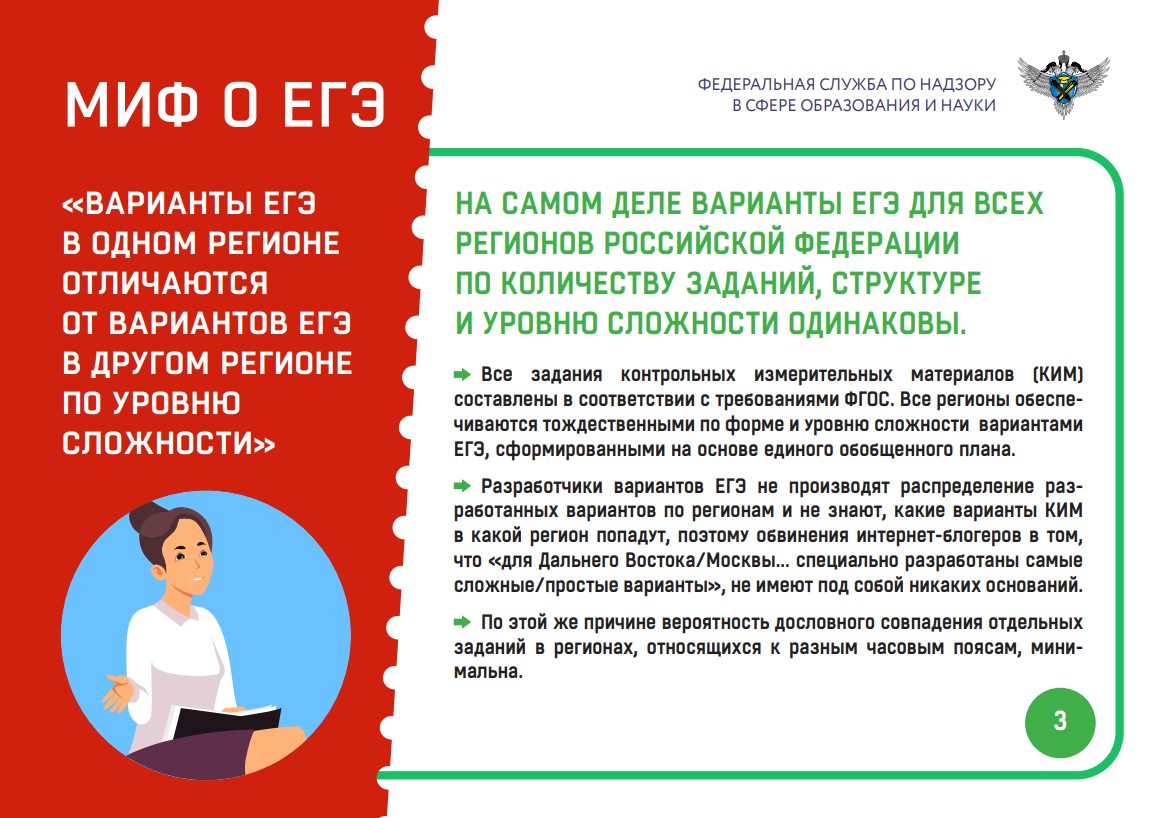 МИФ О ЕГЭ
«ВАРИАНТЫ ЕГЭ
В ОДНОМ РЕГИОНЕ
ОТЛИЧАЮТСЯ
ОТ ВАРИАНТОВ ЕГЭ
В ДРУГОМ РЕГИОНЕ
ПО УРОВНЮ
СЛОЖНОСТИ»
ФЕДЕРАЛЬНАЯ СЛУЖБА ПО НАДЗОРУ
В СФЕРЕ ОБРАЗОВАНИЯ И НАУКИ
НА САМОМ ДЕЛЕ ВАРИАНТЫ ЕГЭ ДЛЯ ВСЕХ
РЕГИОНОВ РОССИЙСКОЙ ФЕДЕРАЦИИ
ПО КОЛИЧЕСТВУ ЗАДАНИЙ, СТРУКТУРЕ
И УРОВНЮ СЛОЖНОСТИ ОДИНАКОВЫ.
Все задания контрольных измерительных материалов (КИМ)
составлены в соответствии с требованиями ФГОС. Все регионы обеспе-
чиваются тождественными по форме и уровню сложности вариантами
ЕГЭ, сформированными на основе единого обобщенного плана.
Разработчики вариантов ЕГЭ не производят распределение раз-
работанных вариантов по регионам и не знают, какие варианты КИМ
в какой регион попадут, поэтому обвинения интернет-блогеров в том,
что «для Дальнего Востока/Москвы... специально разработаны самые
сложные/простые варианты», не имеют под собой никаких оснований.
По этой же причине вероятность дословного совпадения отдельных
заданий в регионах, относящихся к разным часовым поясам, мини-
мальна.
3